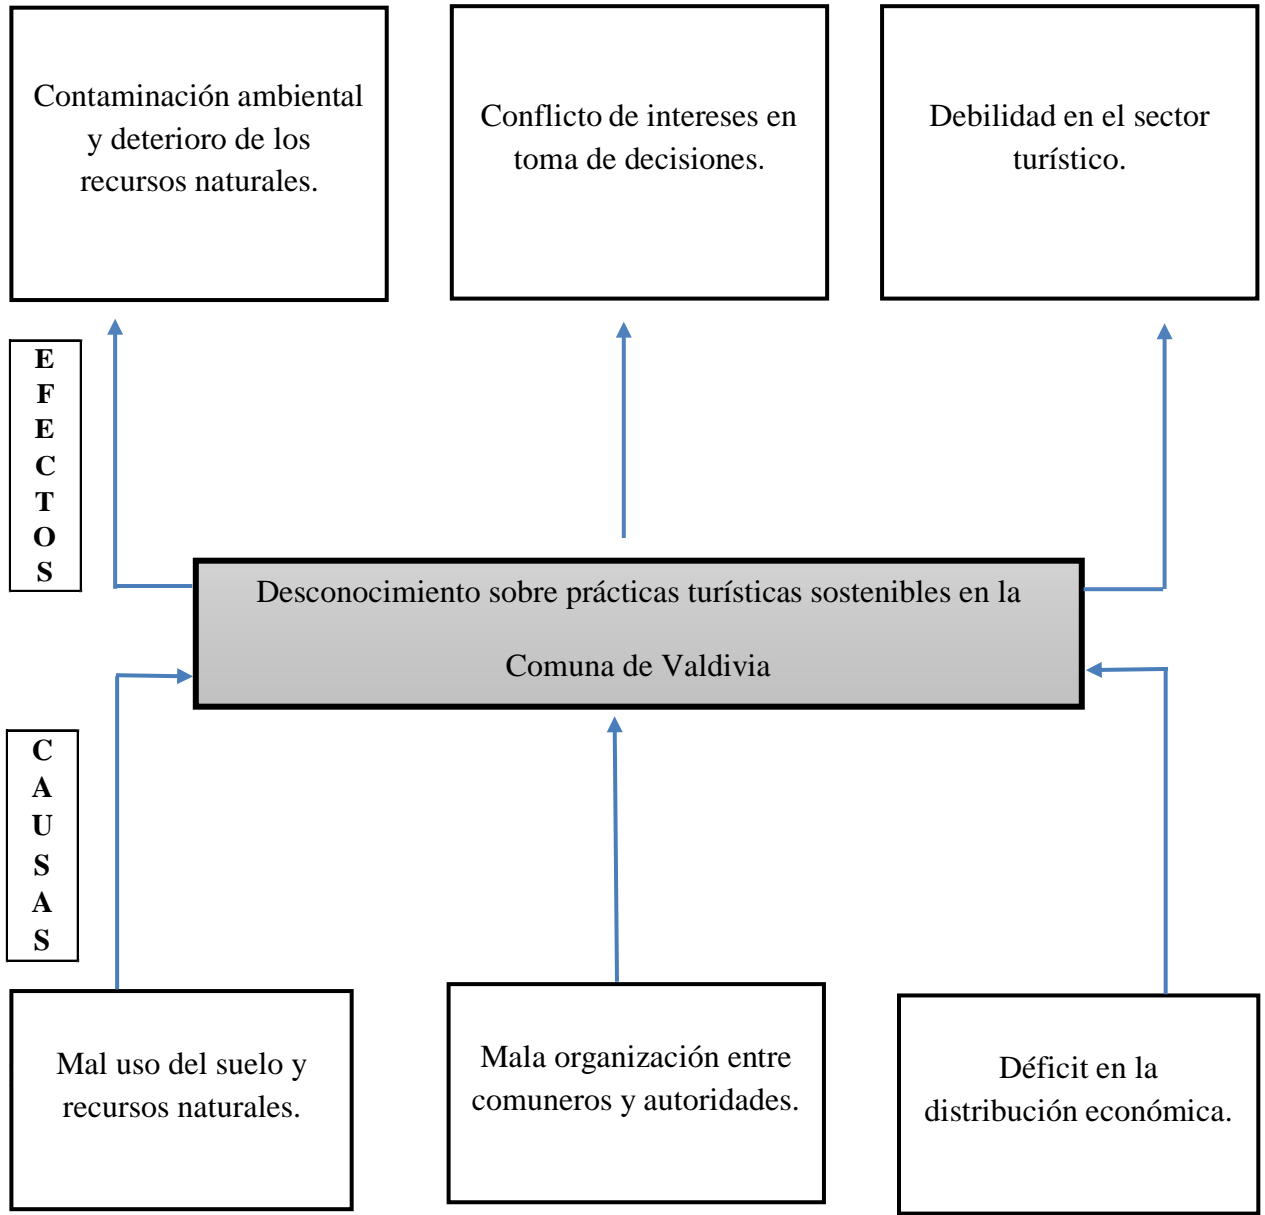 Contaminación ambiental
y deterioro de los
recursos naturales.
Conflicto de intereses en
toma de decisiones.
Debilidad en el sector
turístico.
E
F
E
C
T
O
S
Desconocimiento sobre prácticas turísticas sostenibles en la
Comuna de Valdivia
C
A
U
S
A
S
Mal uso del suelo y
recursos naturales.
Mala organización entre
comuneros y autoridades.
Déficit en la
distribución económica.